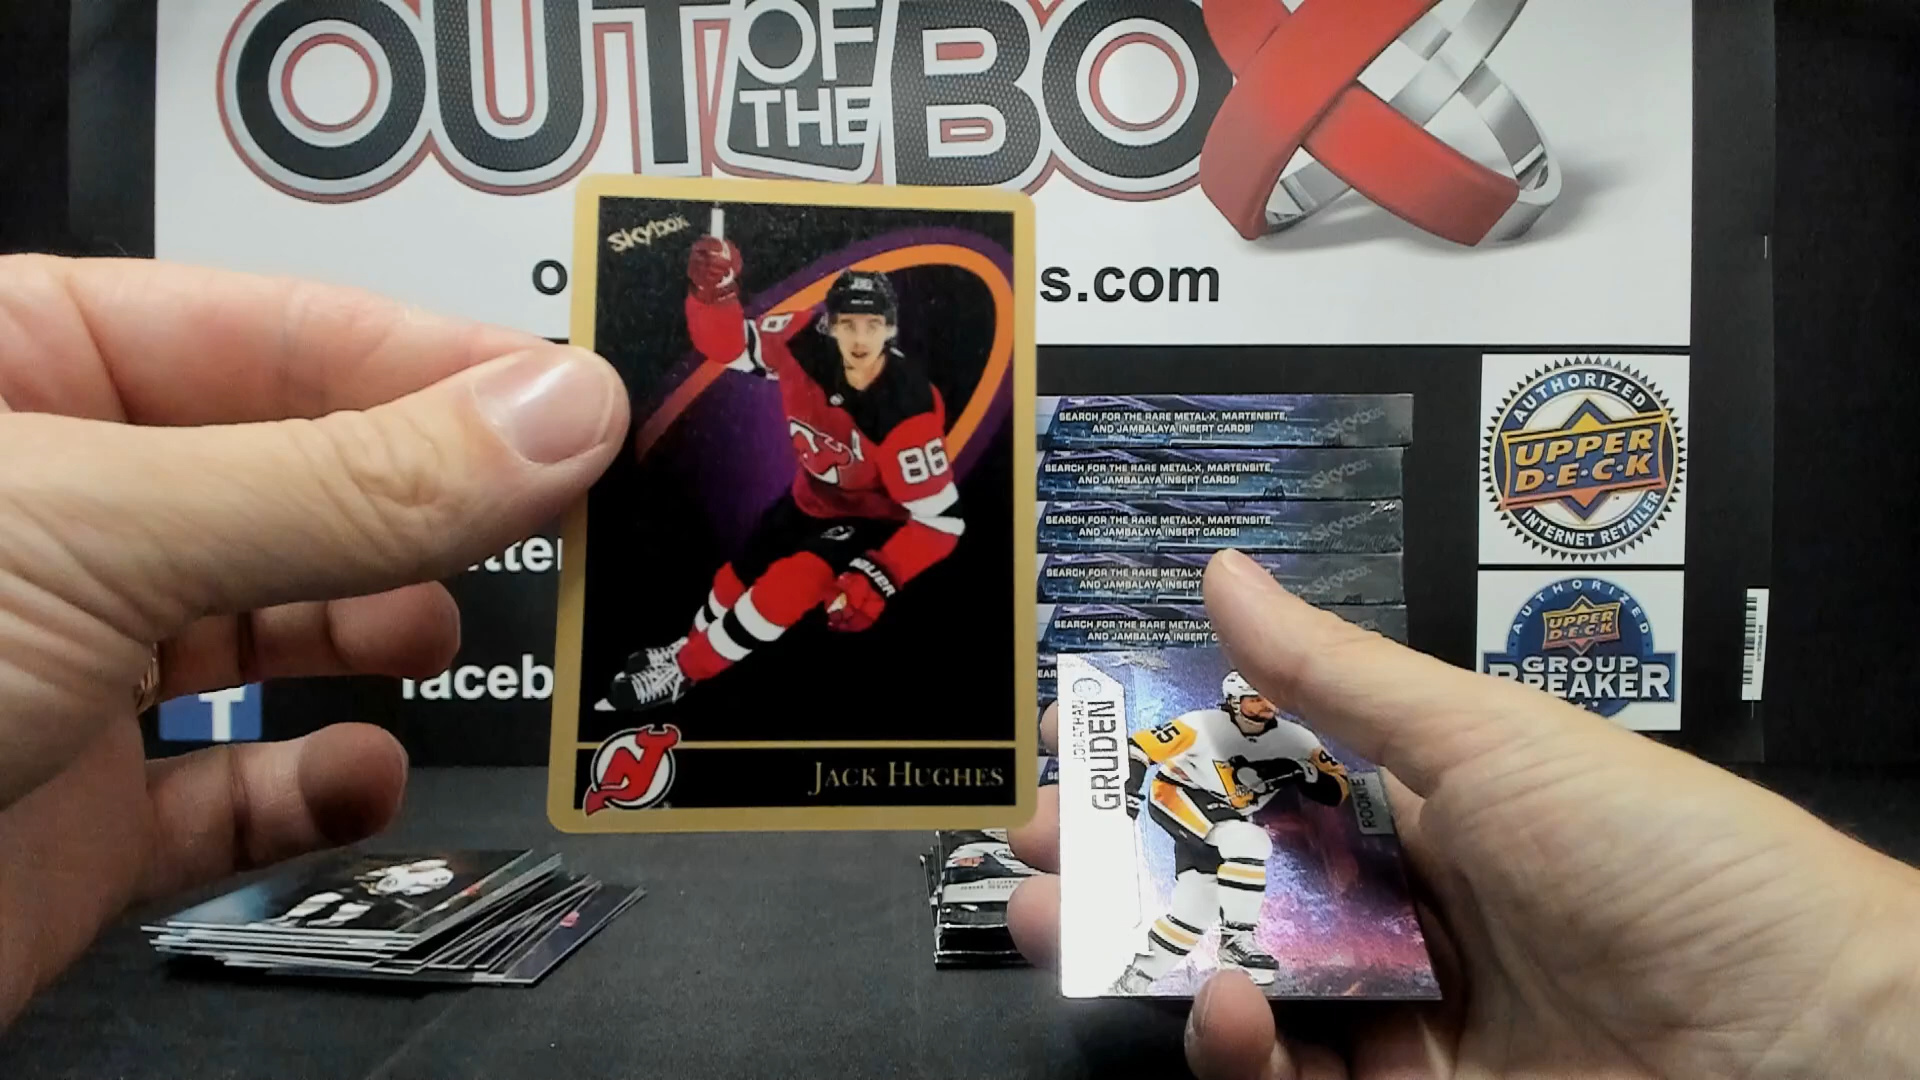 OUT OF THE BOX
o
s.com
tter
faceb
f
skybox
86
8
BAUER
JACK HUGHES
SEARCH FOR THE RARE METAL-X, MARTENSITE,
AND JAMBALAYA INSERT CARDS!
skybox
SEARCH FOR THE RARE METAL-X, MARTENSITE,
AND JAMBALAYA INSERT CARDS!
skybox
SEARCH FOR THE RARE METAL-X, MARTENSITE,
AND JAMBALAYA INSERT CARDS!
skybox
SEARCH FOR THE RARE METAL-X
AND JAMBALAYA INSERT
skybox
SEARCH FOR THE RARE METAL-X,
AND JAMBALAYA INSERT C
JONATHAN
GRUDEN
ROOKIE
AUTHORIZED
UPPER
D·E·C·K
INTERNET RETAILER
AUTHORIZED
UPPER
DECK
GROUP
BREAKER